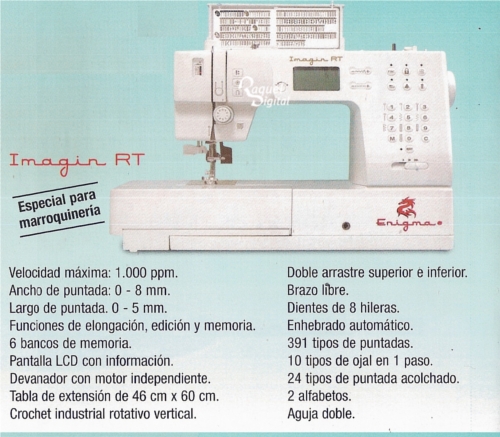 Imagin RT
Raquel
Digital
Imagin RT
Especial para
marroquinería
Enigma
Velocidad máxima: 1.000 ppm.
Ancho de puntada: 0 - 8 mm.
Largo de puntada. 0 - 5 mm.
Funciones de elongación, edición y memoria.
6 bancos de memoria.
Pantalla LCD con información.
Devanador con motor independiente.
Tabla de extensión de 46 cm x 60 cm.
Crochet industrial rotativo vertical.
Doble arrastre superior e inferior.
Brazo libre.
Dientes de 8 hileras.
Enhebrado automático.
391 tipos de puntadas.
10 tipos de ojal en 1 paso.
24 tipos de puntada acolchado.
2 alfabetos.
Aguja doble.